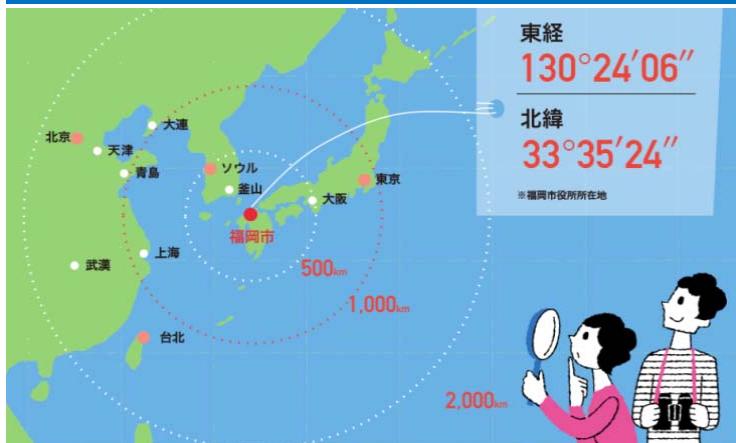 東経
130°24′06″
北緯
33°35′24″
※福岡市役所所在地
北京
大連
天津
青島
ソウル
釜山
東京
大阪
福岡市
上海
武漢
500km
1,000km
台北
2,000km